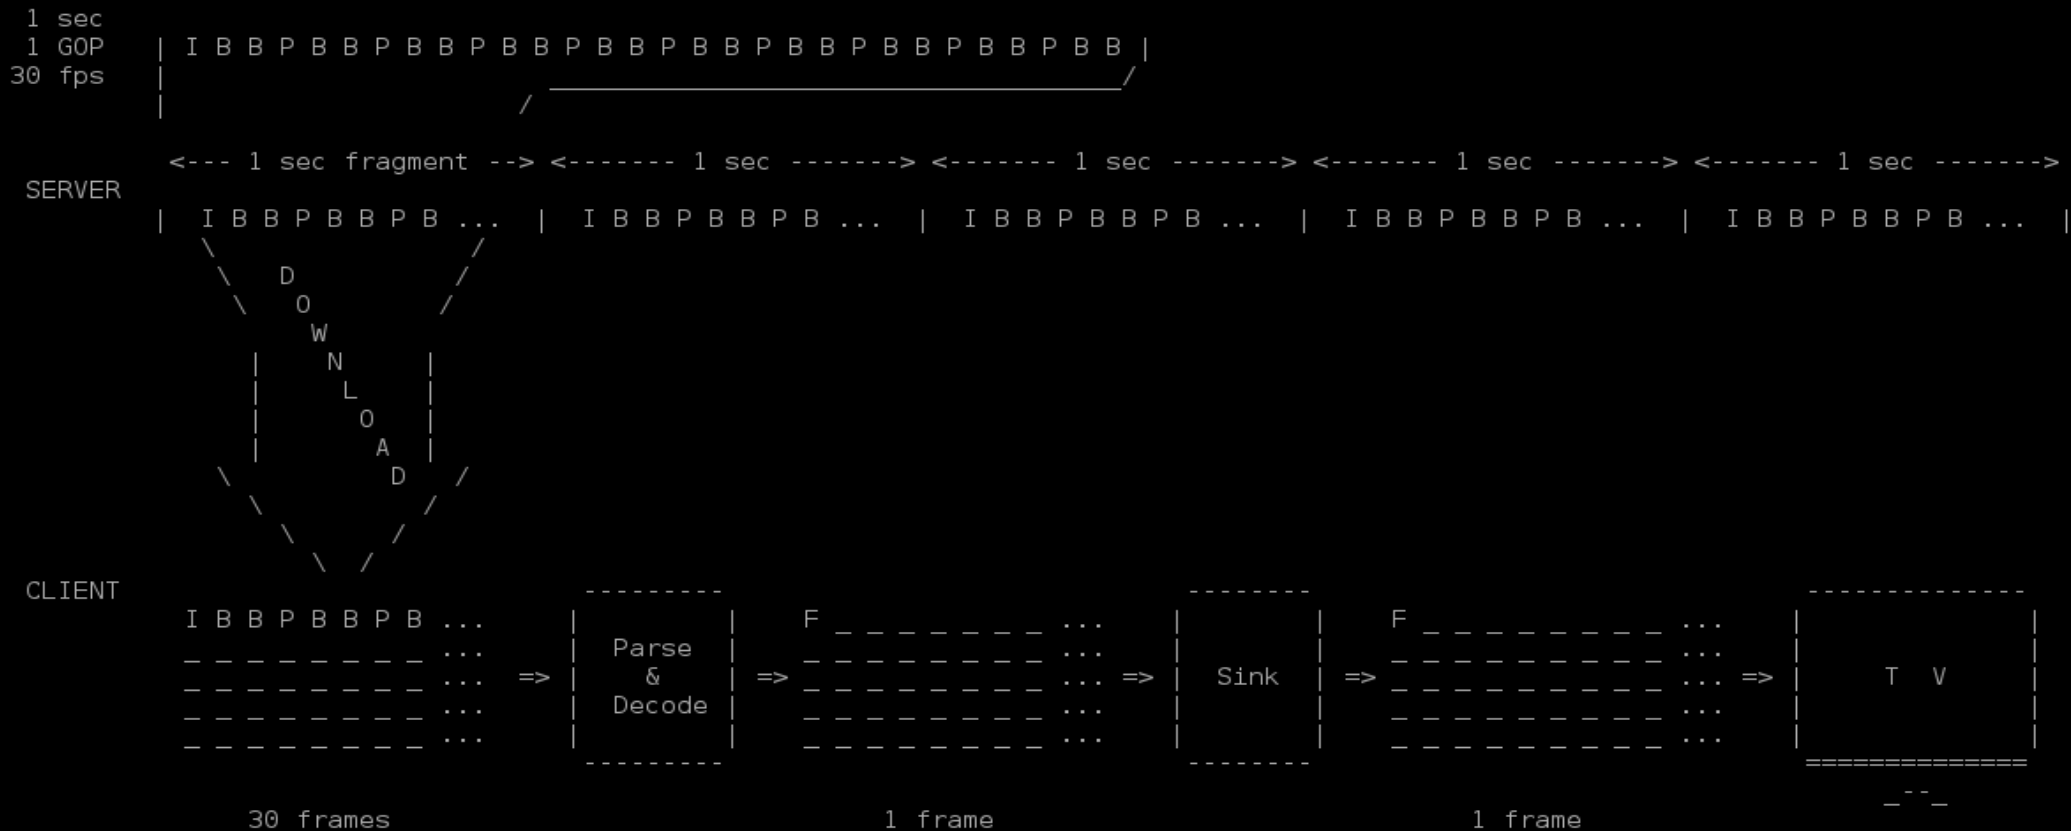 1 sec
1 GOP | I B B P B B P B B P B B P B B P B B P B B P B B P B B P B B |
30 fps | ____________________________________/
| /
<--- 1 sec fragment --> <------- 1 sec -------> <------- 1 sec -------> <------- 1 sec -------> <------- 1 sec ------->
SERVER
| I B B P B B P B ... | I B B P B B P B ... | I B B P B B P B ... | I B B P B B P B ... | I B B P B B P B ... |
\ /
\ D /
\ O /
W
| N |
| L |
| O |
| A |
\ D /
\ /
\ /
\ /
CLIENT --------- -------- --------------
I B B P B B P B ... | | F _ _ _ _ _ _ _ ... | | F _ _ _ _ _ _ _ _ ... | |
_ _ _ _ _ _ _ _ ... | Parse | _ _ _ _ _ _ _ _ ... | | _ _ _ _ _ _ _ _ _ ... | |
_ _ _ _ _ _ _ _ ... => | & | => _ _ _ _ _ _ _ _ ... => | Sink | => _ _ _ _ _ _ _ _ _ ... => | T V |
_ _ _ _ _ _ _ _ ... | Decode | _ _ _ _ _ _ _ _ ... | | _ _ _ _ _ _ _ _ _ ... | |
_ _ _ _ _ _ _ _ ... | | _ _ _ _ _ _ _ _ ... | | _ _ _ _ _ _ _ _ _ ... | |
--------- -------- ==============
_--_
30 frames 1 frame 1 frame